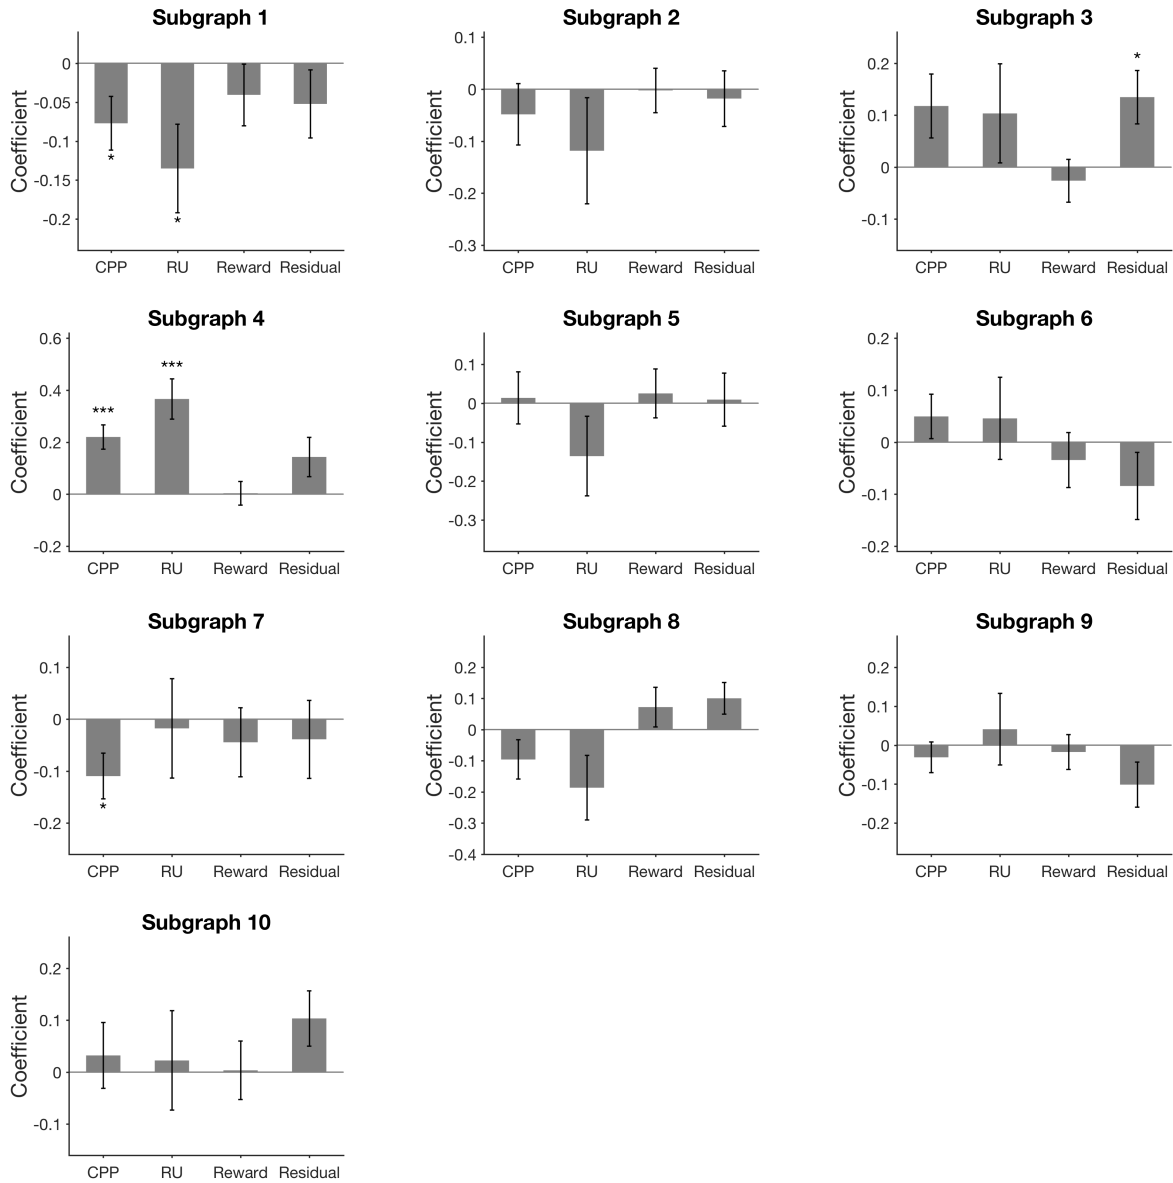 Subgraph 1
Coefficient
0
-0.05
-0.1
-0.15
-0.2
*
*
CPP RU Reward Residual
Subgraph 2
Coefficient
0.1
0
-0.1
-0.2
-0.3
CPP RU Reward Residual
Subgraph 3
Coefficient
0.2
0.1
0
-0.1
*
CPP RU Reward Residual
Subgraph 4
Coefficient
0.6
0.4
0.2
0
-0.2
***
***
CPP RU Reward Residual
Subgraph 5
Coefficient
0.1
0
-0.1
-0.2
-0.3
CPP RU Reward Residual
Subgraph 6
Coefficient
0.2
0.1
0
-0.1
-0.2
CPP RU Reward Residual
Subgraph 7
Coefficient
0.1
0
-0.1
-0.2
*
CPP RU Reward Residual
Subgraph 8
Coefficient
0.2
0.1
0
-0.1
-0.2
-0.3
-0.4
CPP RU Reward Residual
Subgraph 9
Coefficient
0.2
0.1
0
-0.1
-0.2
CPP RU Reward Residual
Subgraph 10
Coefficient
0.2
0.1
0
-0.1
CPP RU Reward Residual